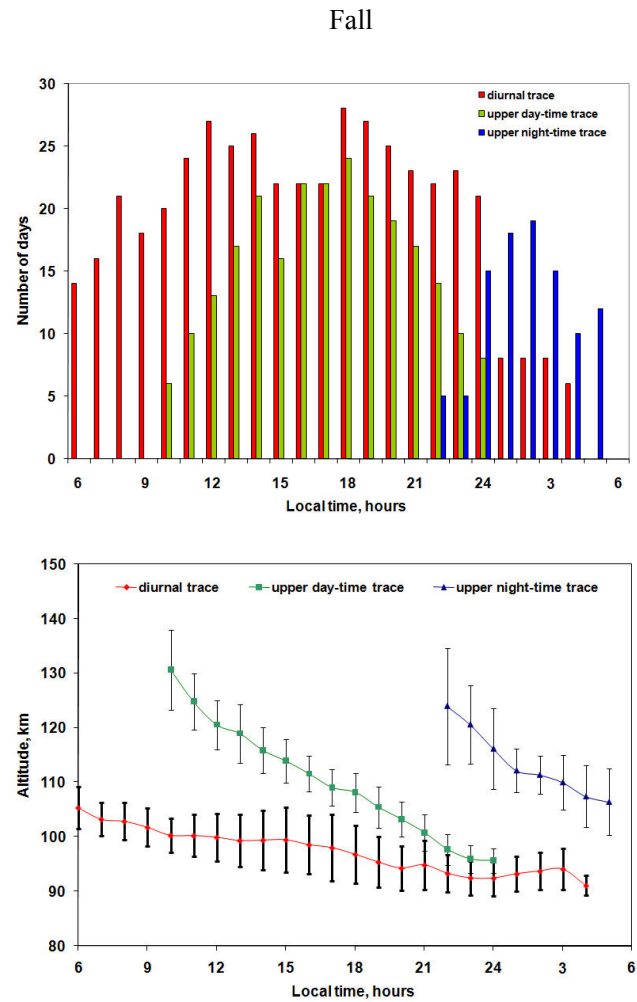 Fall
30
25
20
15
10
5
0
Number of days
diurnal trace
upper day-time trace
upper night-time trace
6 9 12 15 18 21 24 3 6
Local time, hours
150
140
130
120
110
100
90
80
Altitude, km
diurnal trace upper day-time trace upper night-time trace
6 9 12 15 18 21 24 3 6
Local time, hours